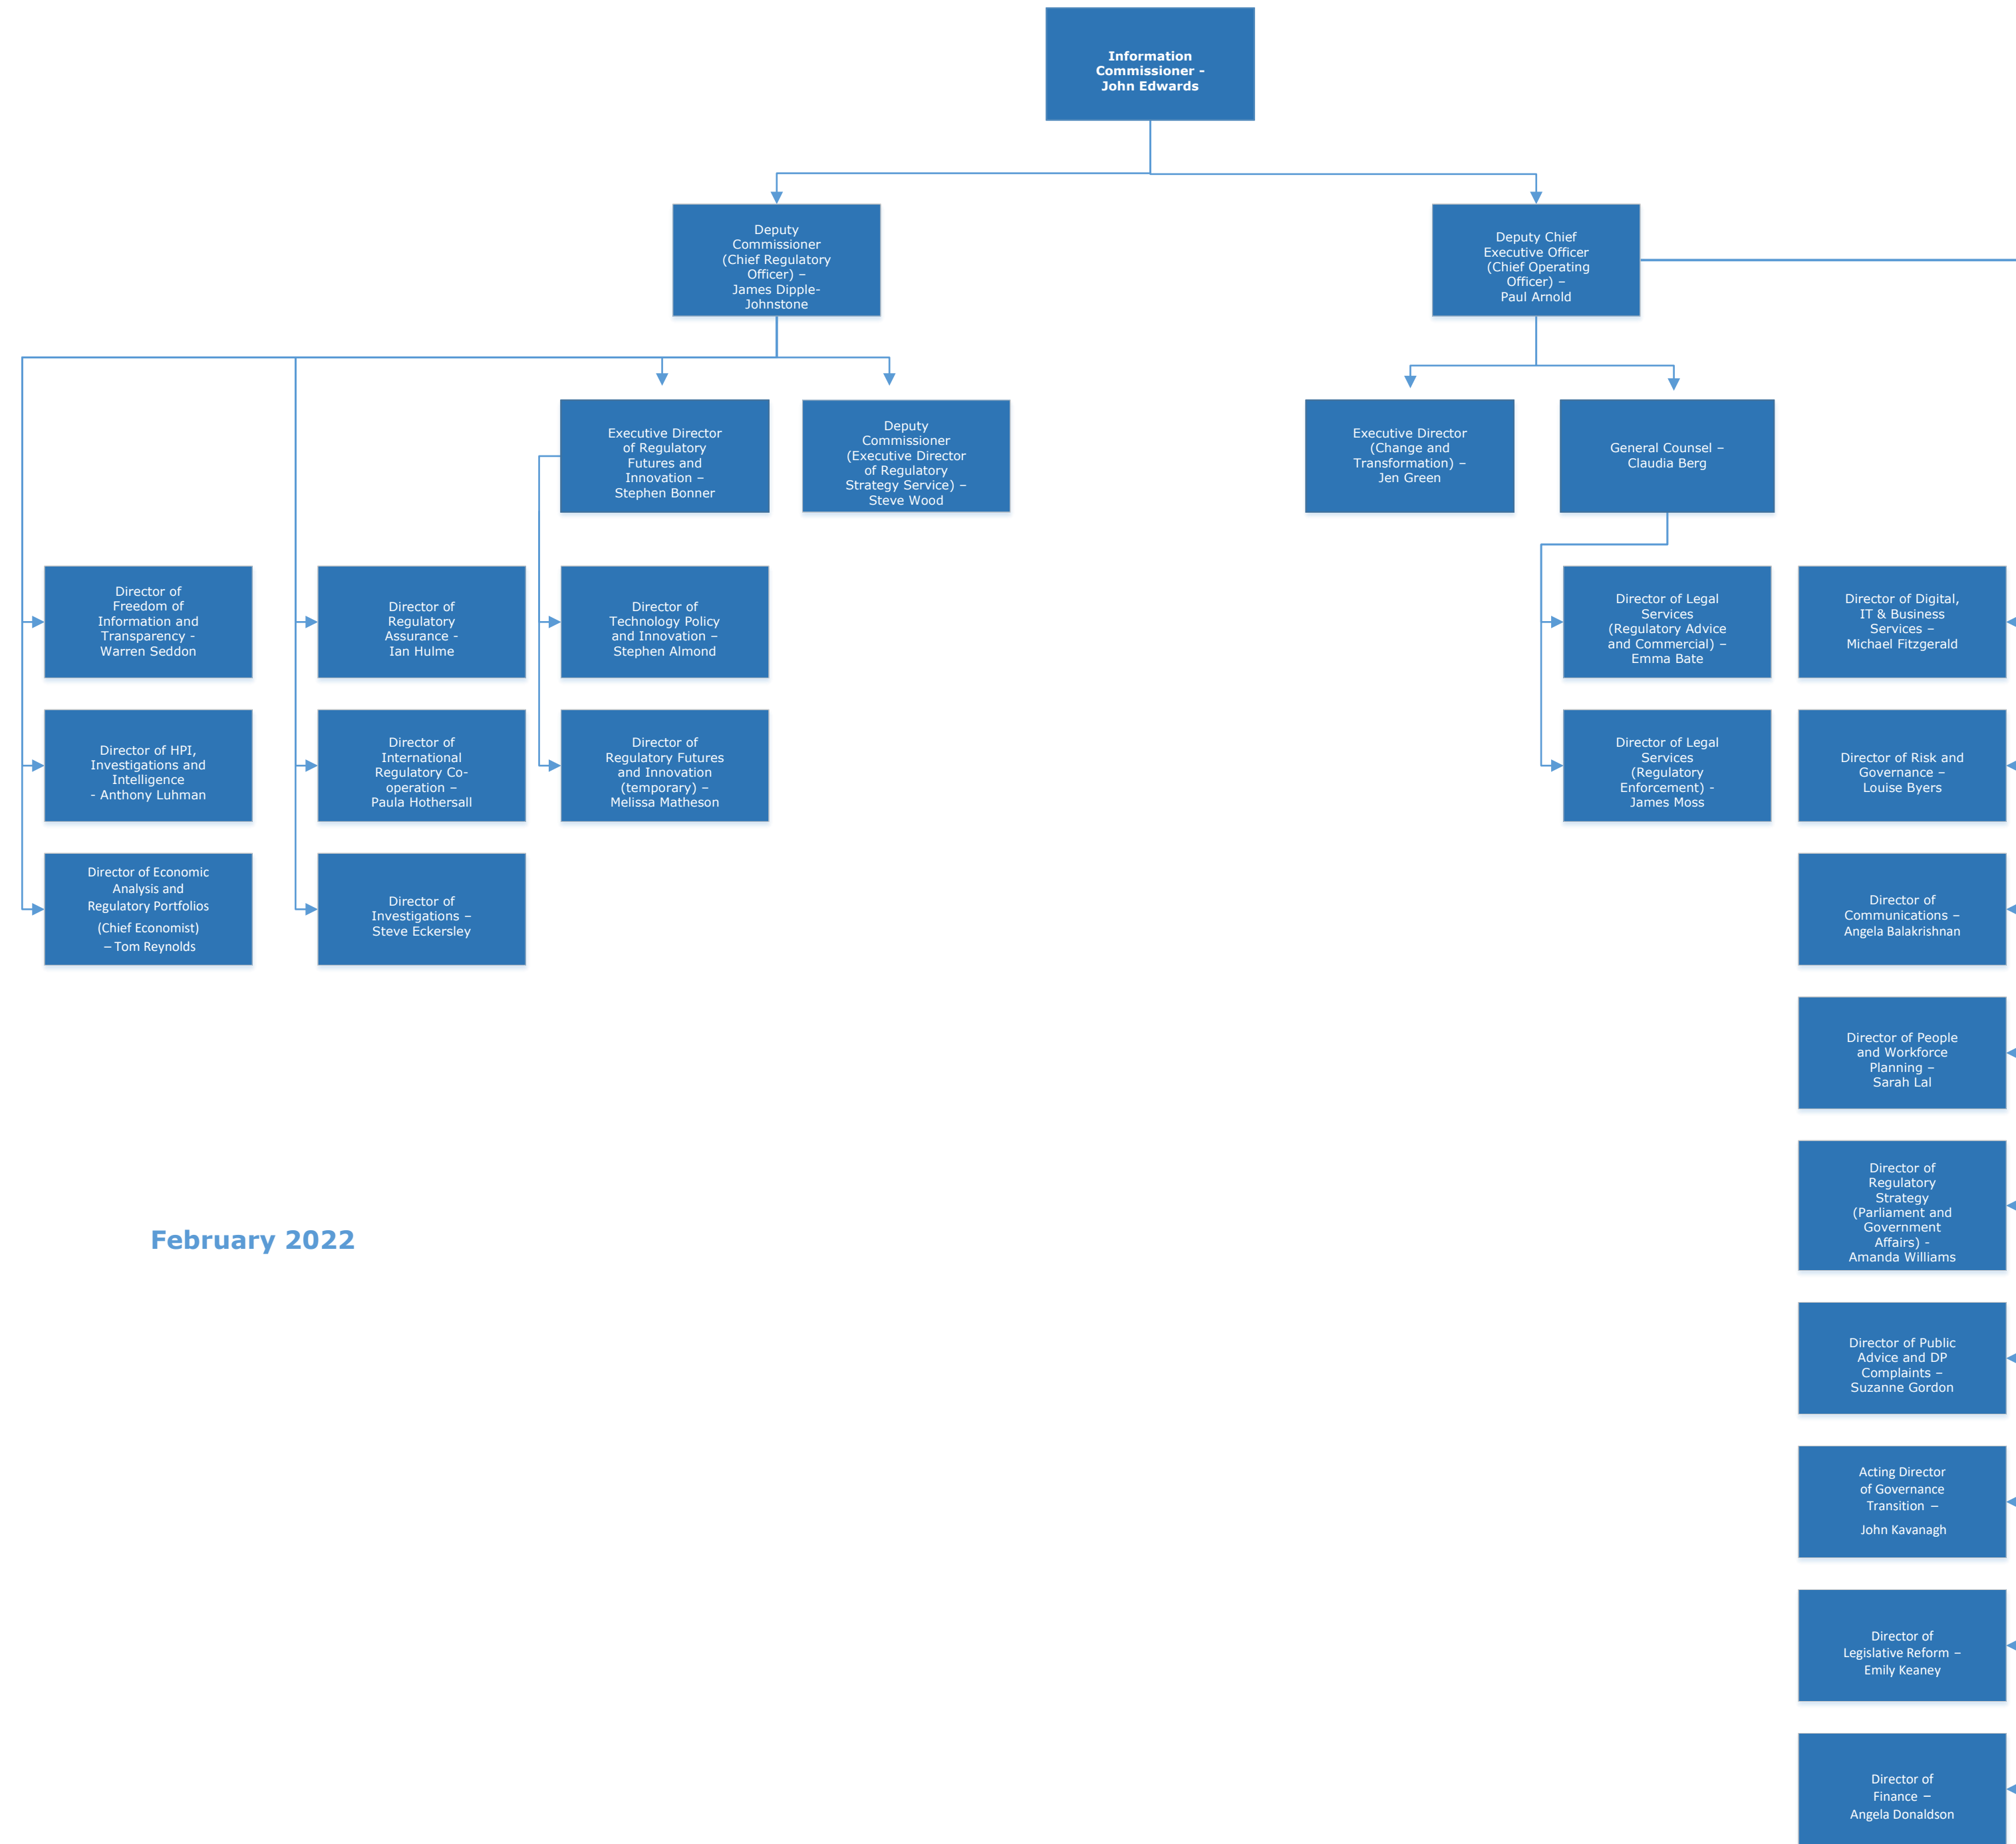 Information
Commissioner -
John Edwards
Deputy
Commissioner
(Chief Regulatory
Officer) –
James Dipple-
Johnstone
Deputy Chief
Executive Officer
(Chief Operating
Officer) –
Paul Arnold
Executive Director
of Regulatory
Futures and
Innovation –
Stephen Bonner
Deputy
Commissioner
(Executive Director
of Regulatory
Strategy Service) –
Steve Wood
Executive Director
(Change and
Transformation) –
Jen Green
General Counsel –
Claudia Berg
Director of
Freedom of
Information and
Transparency -
Warren Seddon
Director of
Regulatory
Assurance -
Ian Hulme
Director of
Technology Policy
and Innovation –
Stephen Almond
Director of Legal
Services
(Regulatory Advice
and Commercial) –
Emma Bate
Director of Digital,
IT & Business
Services –
Michael Fitzgerald
Director of HPI,
Investigations and
Intelligence
- Anthony Luhman
Director of
International
Regulatory Co-
operation –
Paula Hothersall
Director of
Regulatory Futures
and Innovation
(temporary) –
Melissa Matheson
Director of Legal
Services
(Regulatory
Enforcement) -
James Moss
Director of Risk and
Governance –
Louise Byers
Director of Economic
Analysis and
Regulatory Portfolios
(Chief Economist)
– Tom Reynolds
Director of
Investigations –
Steve Eckersley
Director of
Communications –
Angela Balakrishnan
Director of People
and Workforce
Planning –
Sarah Lal
Director of
Regulatory
Strategy
(Parliament and
Government
Affairs) -
Amanda Williams
February 2022
Director of Public
Advice and DP
Complaints –
Suzanne Gordon
Acting Director
of Governance
Transition –
John Kavanagh
Director of
Legislative Reform –
Emily Keaney
Director of
Finance –
Angela Donaldson